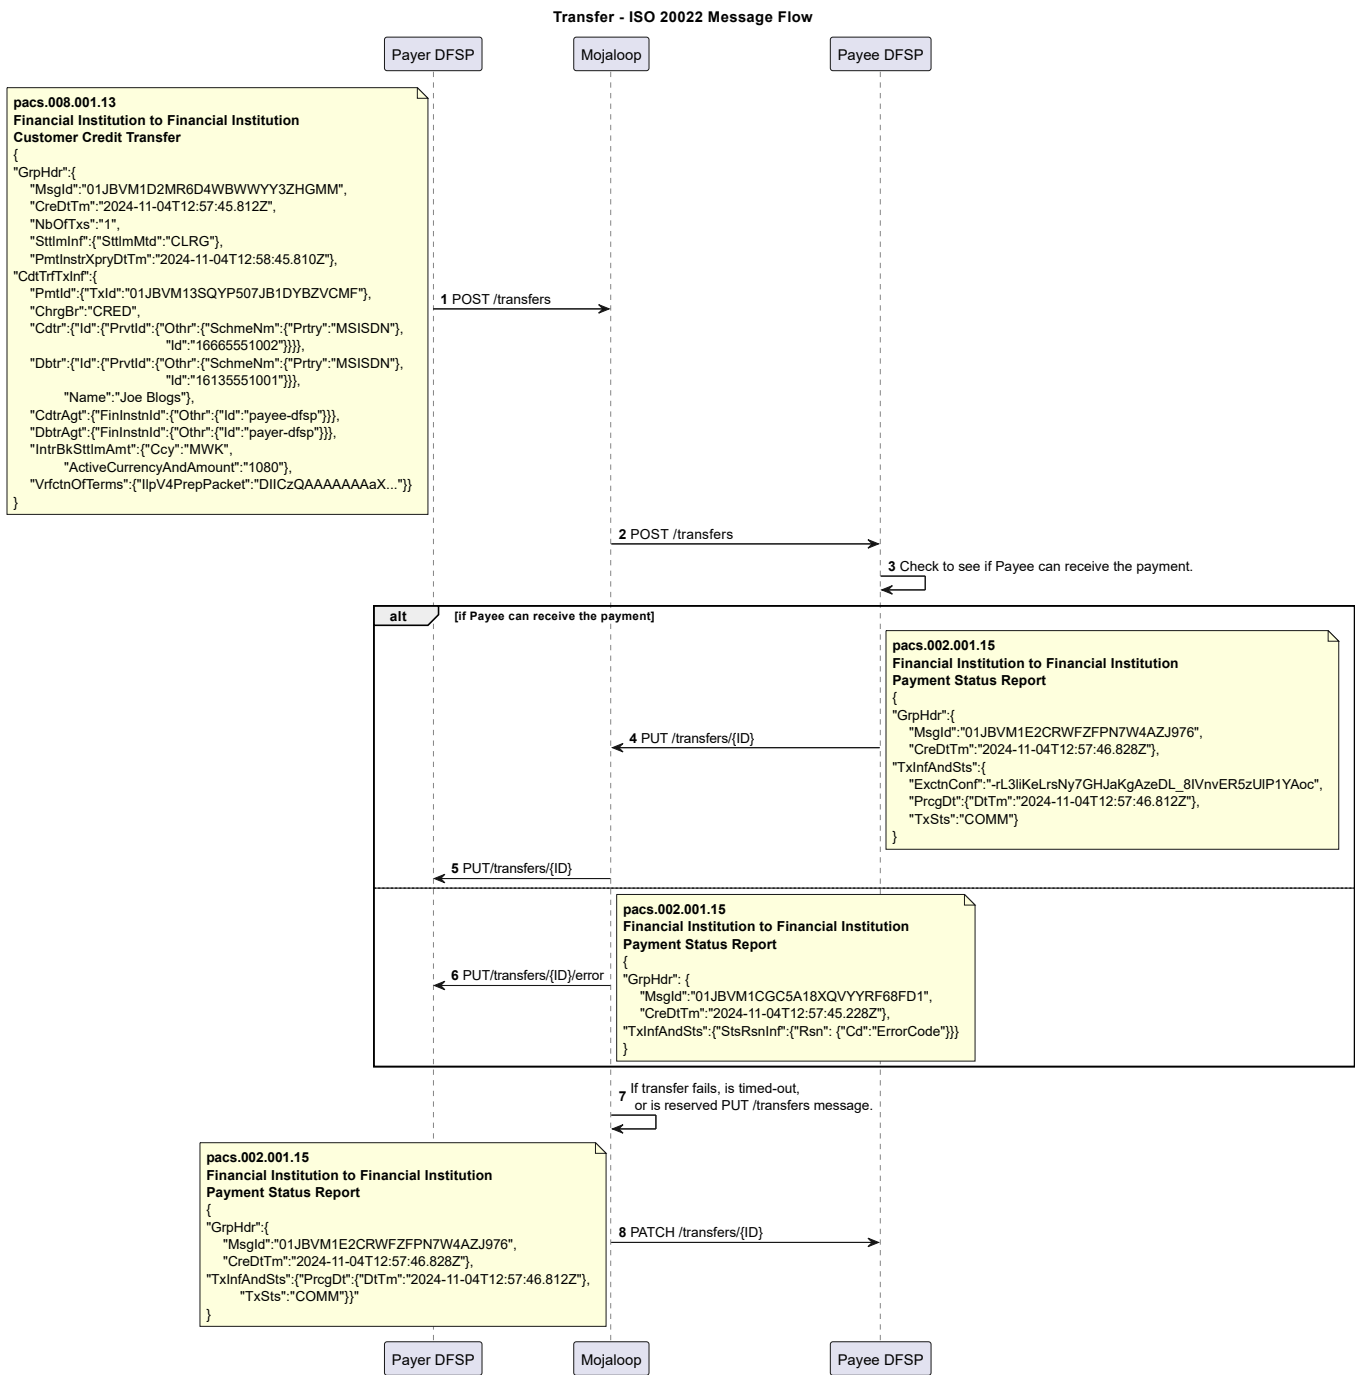 Transfer - ISO 20022 Message Flow
Payer DFSP
Mojaloop
Payee DFSP
pacs.008.001.13
Financial Institution to Financial Institution
Customer Credit Transfer
{
"GrpHdr":{
"MsgId":"01JBVM1D2MR6D4WBWWYY3ZHGMM",
"CreDtTm":"2024-11-04T12:57:45.812Z",
"NbOfTxs":"1",
"SttlmInf":{"SttlmMtd":"CLRG"},
"PmtInstrXpryDtTm":"2024-11-04T12:58:45.810Z"},
"CdtTrfTxInf":{
"PmtId":{"TxId":"01JBVM13SQYP507JB1DYBZVCMF"},
"ChrgBr":"CRED",
"Cdtr":{"Id":{"PrvtId":{"Othr":{"SchmeNm":{"Prtry":"MSISDN"},
"Id":"16665551002"}}}},
"Dbtr":{"Id":{"PrvtId":{"Othr":{"SchmeNm":{"Prtry":"MSISDN"},
"Id":"16135551001"}}},
"Name":"Joe Blogs"},
"CdtrAgt":{"FinInstnId":{"Othr":{"Id":"payee-dfsp"}}},
"DbtrAgt":{"FinInstnId":{"Othr":{"Id":"payer-dfsp"}}},
"IntrBkSttlmAmt":{"Ccy":"MWK",
"ActiveCurrencyAndAmount":"1080"},
"VrfctnOfTerms":{"IlpV4PrepPacket":"DIICzQAAAAAAAaX..."}}
}
1 POST /transfers
2 POST /transfers
3 Check to see if Payee can receive the payment.
alt [if Payee can receive the payment]
pacs.002.001.15
Financial Institution to Financial Institution
Payment Status Report
{
"GrpHdr":{
"MsgId":"01JBVM1E2CRWFZFPN7W4AZJ976",
"CreDtTm":"2024-11-04T12:57:46.828Z"},
"TxInfAndSts":{
"ExctnConf":"-rL3liKeLrsNy7GHJaKgAzeDL_8IVnvER5zUlP1YAoc",
"PrcgDt":{"DtTm":"2024-11-04T12:57:46.812Z"},
"TxSts":"COMM"}
}
4 PUT /transfers/{ID}
5 PUT/transfers/{ID}
pacs.002.001.15
Financial Institution to Financial Institution
Payment Status Report
{
"GrpHdr": {
"MsgId":"01JBVM1CGC5A18XQVYYRF68FD1",
"CreDtTm":"2024-11-04T12:57:45.228Z"},
"TxInfAndSts":{"StsRsnInf":{"Rsn": {"Cd":"ErrorCode"}}}
}
6 PUT/transfers/{ID}/error
7 If transfer fails, is timed-out,
or is reserved PUT /transfers message.
pacs.002.001.15
Financial Institution to Financial Institution
Payment Status Report
{
"GrpHdr":{
"MsgId":"01JBVM1E2CRWFZFPN7W4AZJ976",
"CreDtTm":"2024-11-04T12:57:46.828Z"},
"TxInfAndSts":{"PrcgDt":{"DtTm":"2024-11-04T12:57:46.812Z"},
"TxSts":"COMM"}}"
}
8 PATCH /transfers/{ID}
Payer DFSP
Mojaloop
Payee DFSP